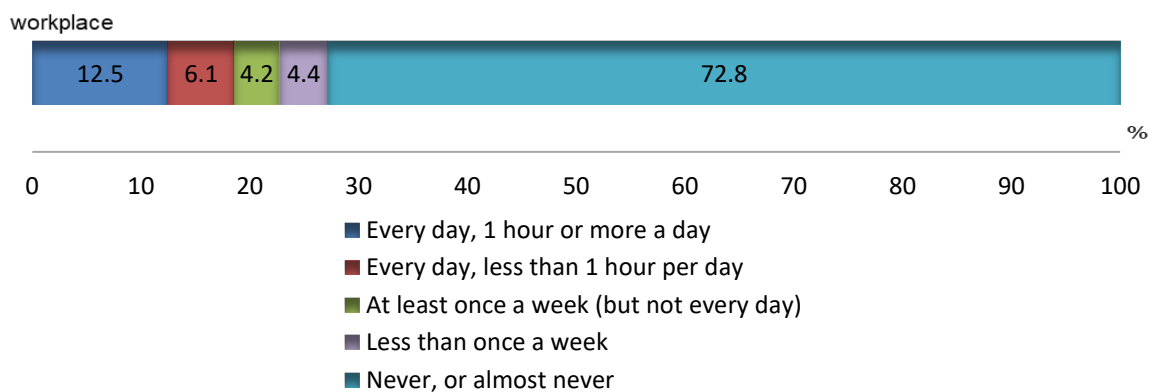 workplace
12.5 6.1 4.2 4.4 72.8
%
0 10 20 30 40 50 60 70 80 90 100
Every day, 1 hour or more a day
Every day, less than 1 hour per day
At least once a week (but not every day)
Less than once a week
Never, or almost never